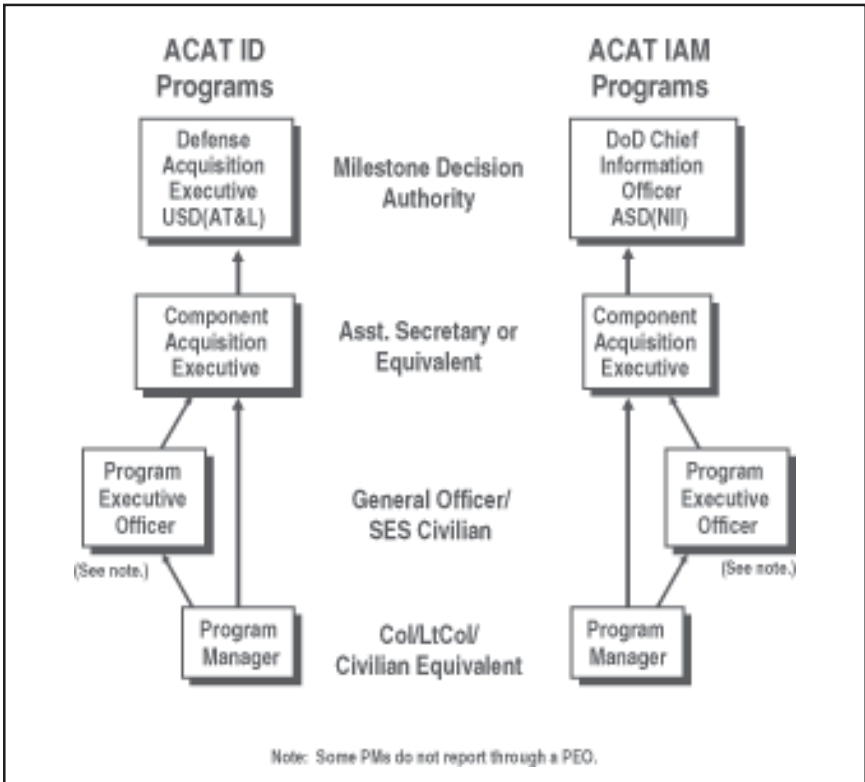 ACAT ID
Programs
ACAT IAM
Programs
Defense
Acquisition
Executive
USD(AT&L)
Milestone Decision
Authority
DoD Chief
Information
Officer
ASD(NII)
Component
Acquisition
Executive
Asst. Secretary or
Equivalent
Component
Acquisition
Executive
Program
Executive
Officer
(See note.)
General Officer/
SES Civilian
Program
Executive
Officer
(See note.)
Program
Manager
Col/LtCol/
Civilian Equivalent
Program
Manager
Note: Some PMs do not report through a PEO.